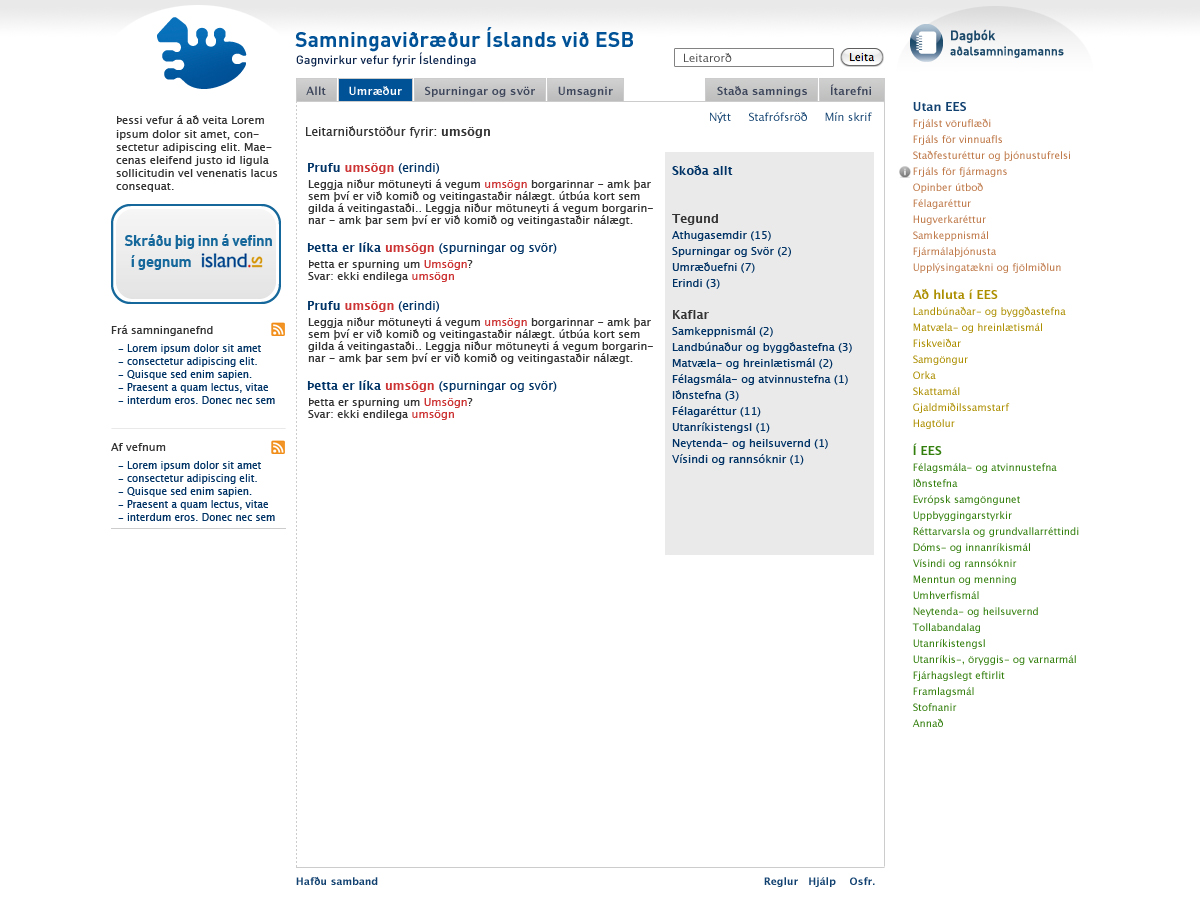 Samningaviðræður Íslands við ESB
Gagnvirkur vefur fyrir Íslendinga
Leitarorð
Leita
Dagbók
aðalsamningamanns
Allt
Umræður
Spurningar og svör
Umsagnir
Staða samnings
Ítarefni
Þessi vefur á að veita Lorem
ipsum dolor sit amet, con-
sectetur adipiscing elit. Mae-
cenas eleifend justo id ligula
sollicitudin vel venenatis lacus
consequat.
Skráðu þig inn á vefinn
í gegnum island.is
Frá samninganefnd
- Lorem ipsum dolor sit amet
- consectetur adipiscing elit.
- Quisque sed enim sapien.
- Praesent a quam lectus, vitae
- interdum eros. Donec nec sem
Af vefnum
- Lorem ipsum dolor sit amet
- consectetur adipiscing elit.
- Quisque sed enim sapien.
- Praesent a quam lectus, vitae
- interdum eros. Donec nec sem
Nýtt
Stafrófsröð
Mín skrif
Leitarniðurstöður fyrir: umsögn
Prufu umsögn (erindi)
Leggja niður mötuneyti á vegum umsögn borgarinnar - amk þar
sem því er við komið og veitingastaðir nálægt. útbúa kort sem
gilda á veitingastaði.. Leggja niður mötuneyti á vegum borgarin-
nar - amk þar sem því er við komið og veitingastaðir nálægt.
Þetta er líka umsögn (spurningar og svör)
Þetta er spurning um Umsögn?
Svar: ekki endilega umsögn
Prufu umsögn (erindi)
Leggja niður mötuneyti á vegum umsögn borgarinnar - amk þar
sem því er við komið og veitingastaðir nálægt. útbúa kort sem
gilda á veitingastaði.. Leggja niður mötuneyti á vegum borgarin-
nar - amk þar sem því er við komið og veitingastaðir nálægt.
Þetta er líka umsögn (spurningar og svör)
Þetta er spurning um Umsögn?
Svar: ekki endilega umsögn
Skoða allt
Tegund
Athugasemdir (15)
Spurningar og Svör (2)
Umræðuefni (7)
Erindi (3)
Kaflar
Samkeppnismál (2)
Landbúnaður og byggðastefna (3)
Matvæla- og hreinlætismál (2)
Félagsmála- og atvinnustefna (1)
Iðnstefna (3)
Félagaréttur (11)
Utanríkistengsl (1)
Neytenda- og heilsuvernd (1)
Vísindi og rannsóknir (1)
Utan EES
Frjálst vöruflæði
Frjáls för vinnuafls
Staðfesturéttur og þjónustufrelsi
i Frjáls för fjármagns
Opinber útboð
Félagaréttur
Hugverkaréttur
Samkeppnismál
Fjármálaþjónusta
Upplýsingatækni og fjölmiðlun
Að hluta í EES
Landbúnaðar- og byggðastefna
Matvæla- og hreinlætismál
Fiskveiðar
Samgöngur
Orka
Skattamál
Gjaldmiðilssamstarf
Hagtölur
Í EES
Félagsmála- og atvinnustefna
Iðnstefna
Evrópsk samgöngunet
Uppbyggingarstyrkir
Réttarvarsla og grundvallarréttindi
Dóms- og innanríkismál
Vísindi og rannsóknir
Menntun og menning
Umhverfismál
Neytenda- og heilsuvernd
Tollabandalag
Utanríkistengsl
Utanríkis-, öryggis- og varnarmál
Fjárhagslegt eftirlit
Framlagsmál
Stofnanir
Annað
Hafðu samband
Reglur
Hjálp
Osfr.